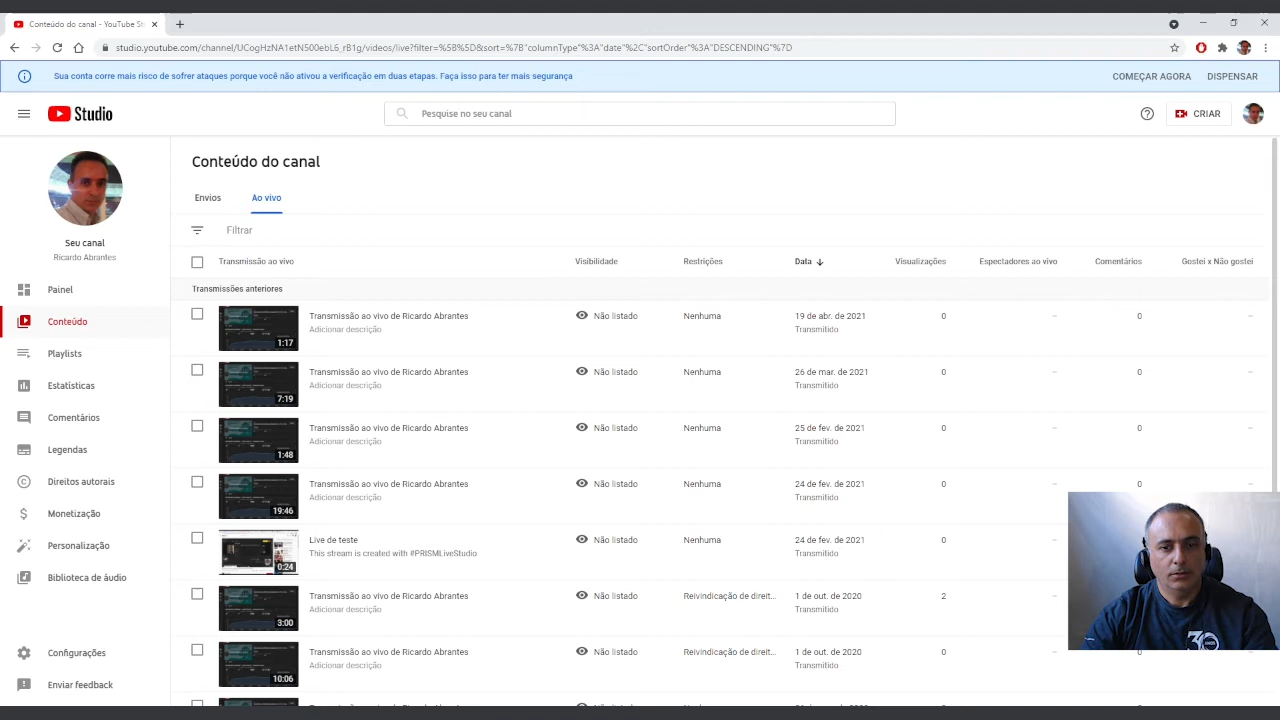 Conteúdo do canal - YouTube St
studio.youtube.com/channel/UCogHzNA1etN500ebL6_rB1g/videos/live?filter=%5B%5D&sort=%7B"columnType"%3A"date"%2C"sortOrder"%3A"DESCENDING"%7D
Sua conta corre mais risco de sofrer ataques porque você não ativou a verificação em duas etapas. Faça isso para ter mais segurança
COMEÇAR AGORA
DISPENSAR
Studio
Pesquise no seu canal
CRIAR
Seu canal
Ricardo Abrantes
Painel
Conteúdo
Playlists
Estatísticas
Comentários
Legendas
Direitos autorais
Monetização
Personalização
Biblioteca de áudio
Configurações
Enviar feedback
Conteúdo do canal
Envios Ao vivo
Filtrar
Transmissão ao vivo Visibilidade Restrições Data Visualizações Espectadores ao vivo Comentários Gostei x Não gostei
Transmissões anteriores
Transmissão ao vivo de Ricardo Abrantes Não listado Nenhuma 19 de abr. de 2021 0 – 0 –
Adicionar descrição Transmitido
1:17
Transmissão ao vivo de Ricardo Abrantes Não listado Nenhuma 26 de mar. de 2021 0 – 0 –
Adicionar descrição Transmitido
7:19
Transmissão ao vivo de Ricardo Abrantes Não listado Nenhuma 25 de fev. de 2021 0 – 0 –
Adicionar descrição Transmitido
1:48
Transmissão ao vivo de Ricardo Abrantes Não listado Nenhuma 24 de fev. de 2021 0 – 0 –
Adicionar descrição Transmitido
19:46
Live de teste Não listado Nenhuma 24 de fev. de 2021 0 –
This stream is created with #PRISMLiveStudio Transmitido
0:24
Transmissão ao vivo de Ricardo Abrantes Não listado 1 de out. de 2020 –
Adicionar descrição Transmitido
3:00
Transmissão ao vivo de Ricardo Abrantes Não listado 1 de out. de 2020 – 0 –
Adicionar descrição Transmitido
10:06